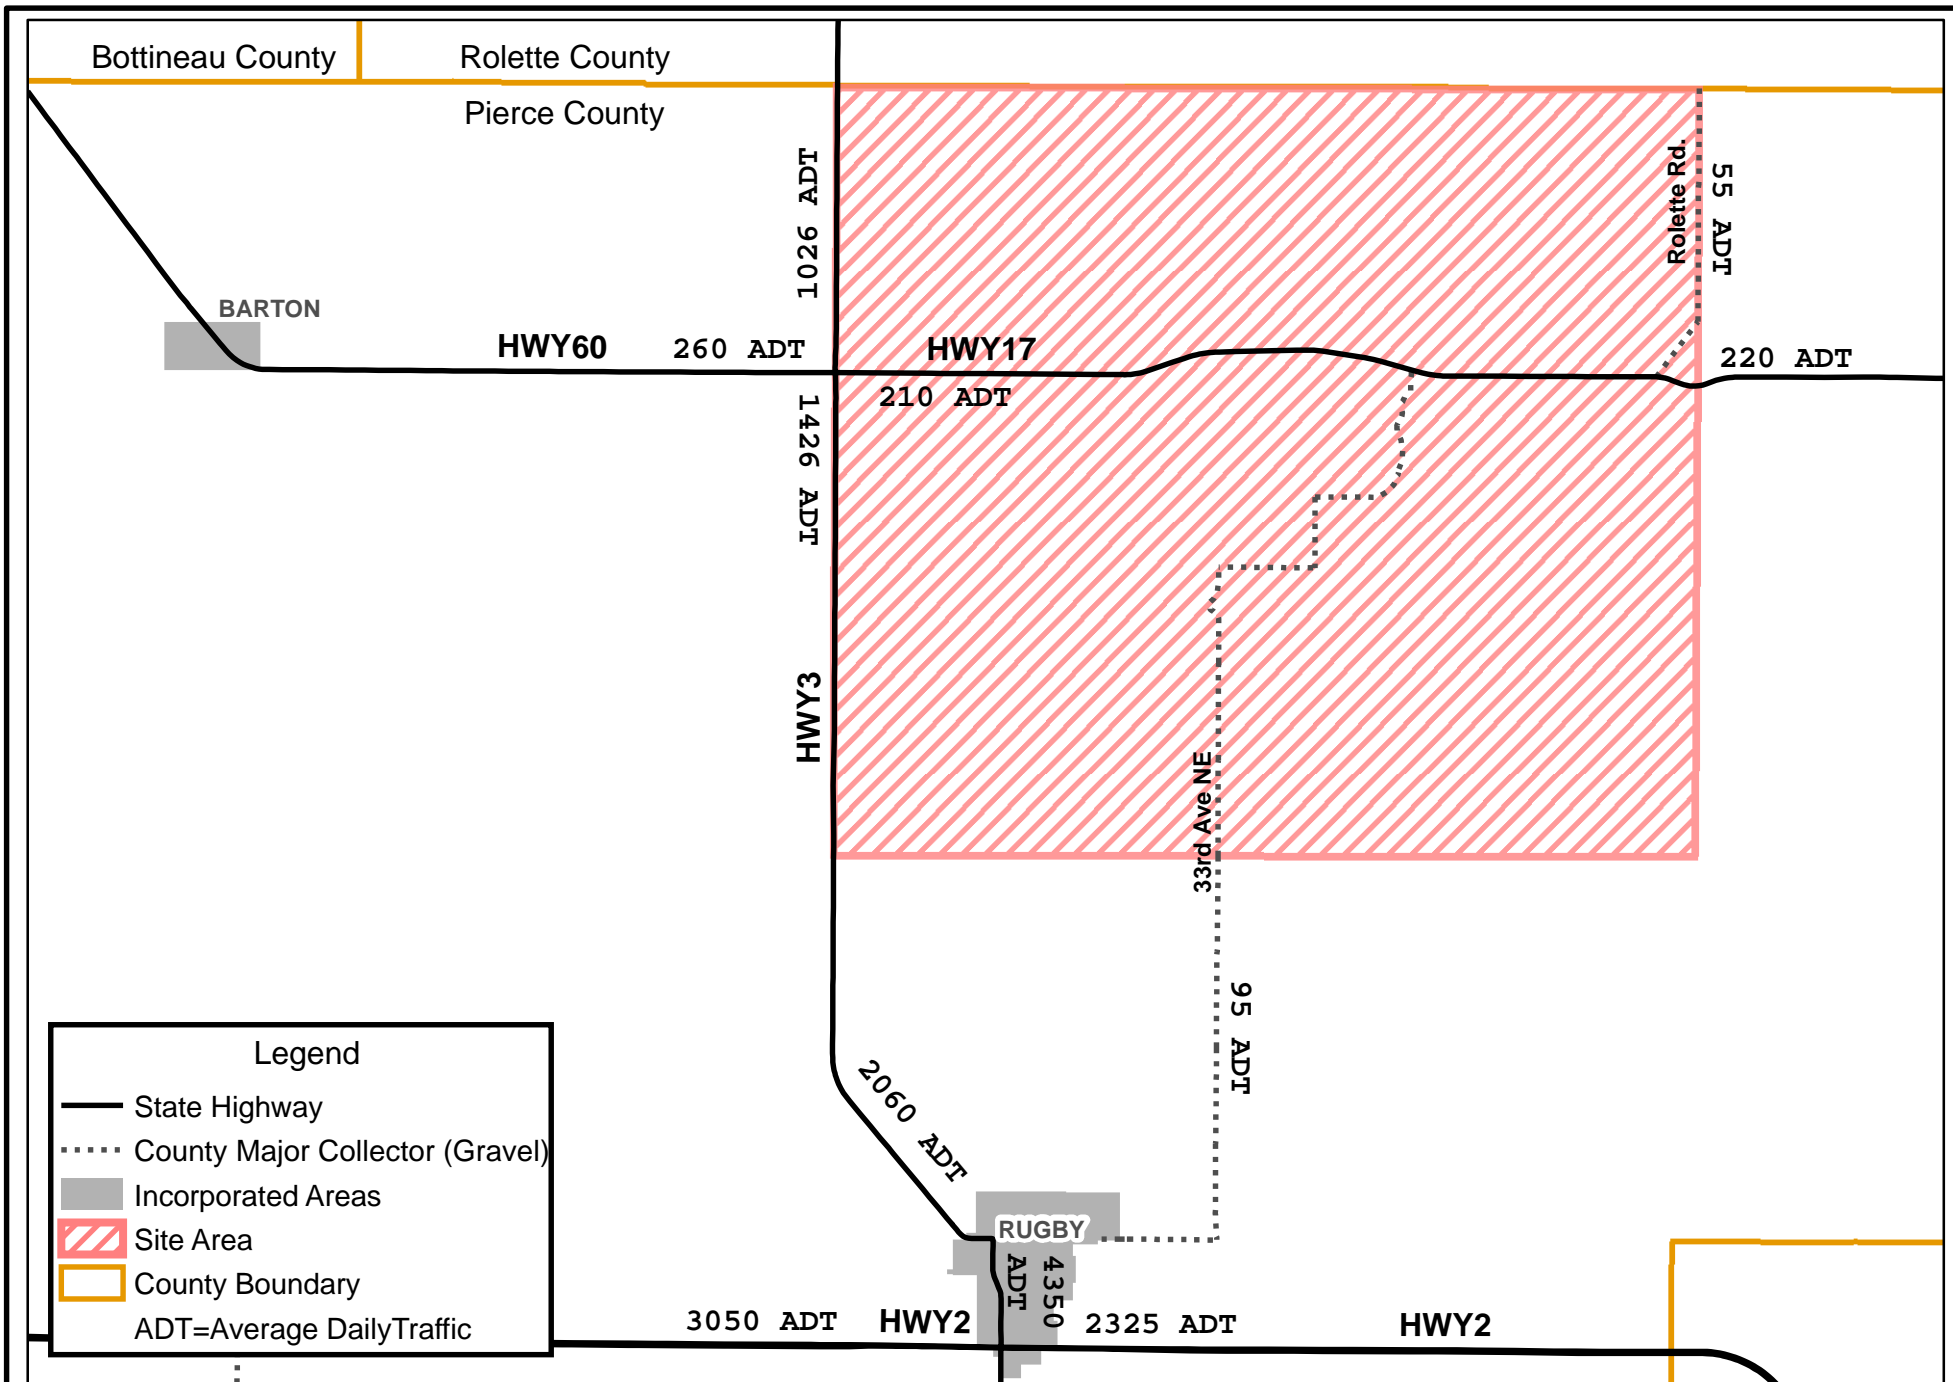 Bottineau County
Rolette County
Pierce County
1026 ADT
Rolette Rd.
55 ADT
BARTON
HWY60
260 ADT
HWY17
220 ADT
210 ADT
1426 ADT
HWY3
33rd Ave NE
95 ADT
2060 ADT
RUGBY
4350
ADT
3050 ADT
HWY2
2325 ADT
HWY2
Legend
State Highway
County Major Collector (Gravel)
Incorporated Areas
Site Area
County Boundary
ADT=Average DailyTraffic